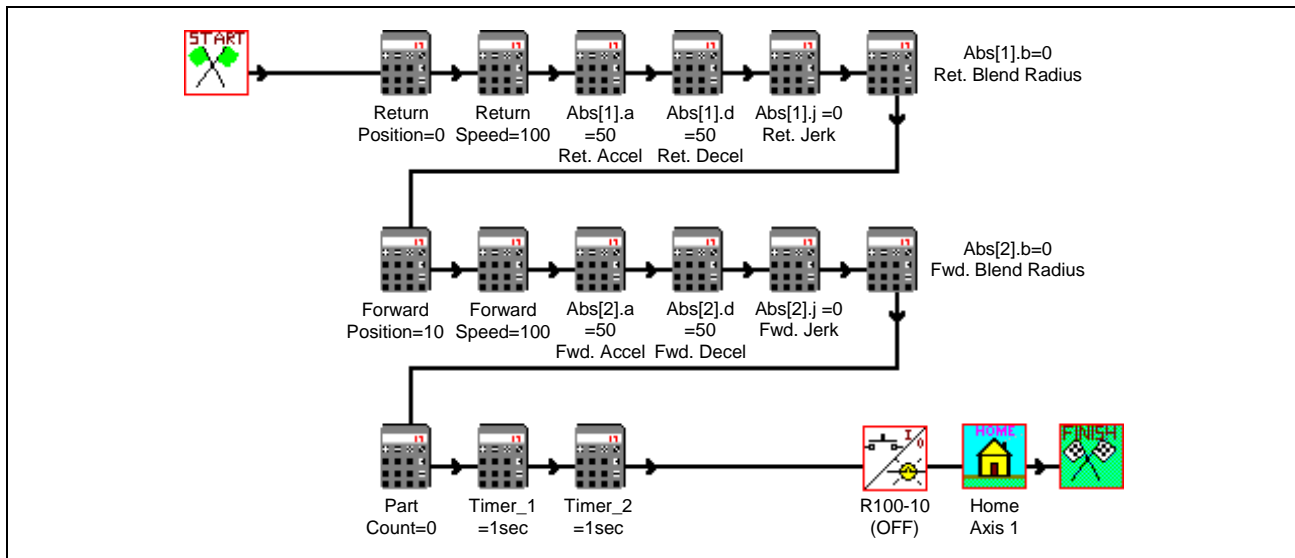 START
Abs[1].b=0
Ret. Blend Radius
Return
Position=0
Return
Speed=100
Abs[1].a
=50
Ret. Accel
Abs[1].d
=50
Ret. Decel
Abs[1].j =0
Ret. Jerk
Abs[2].b=0
Fwd. Blend Radius
Forward
Position=10
Forward
Speed=100
Abs[2].a
=50
Fwd. Accel
Abs[2].d
=50
Fwd. Decel
Abs[2].j =0
Fwd. Jerk
I
0
HOME
FINISH
Part
Count=0
Timer_1
=1sec
Timer_2
=1sec
R100-10
(OFF)
Home
Axis 1